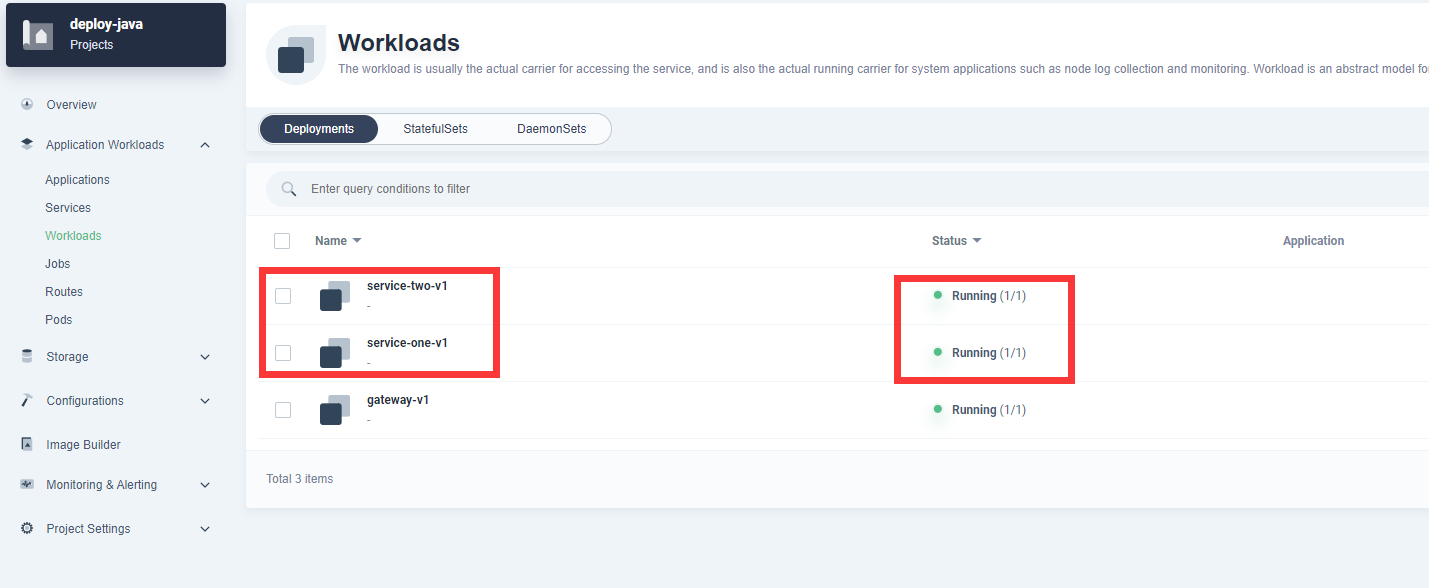 deploy-java
Projects
Overview
Application Workloads
Applications
Services
Workloads
Jobs
Routes
Pods
Storage
Configurations
Image Builder
Monitoring & Alerting
Project Settings
Workloads
The workload is usually the actual carrier for accessing the service, and is also the actual running carrier for system applications such as node log collection and monitoring. Workload is an abstract model fo
Deployments StatefulSets DaemonSets
Enter query conditions to filter
Name Status Application
service-two-v1
-
Running (1/1)
service-one-v1
-
Running (1/1)
gateway-v1
-
Running (1/1)
Total 3 items